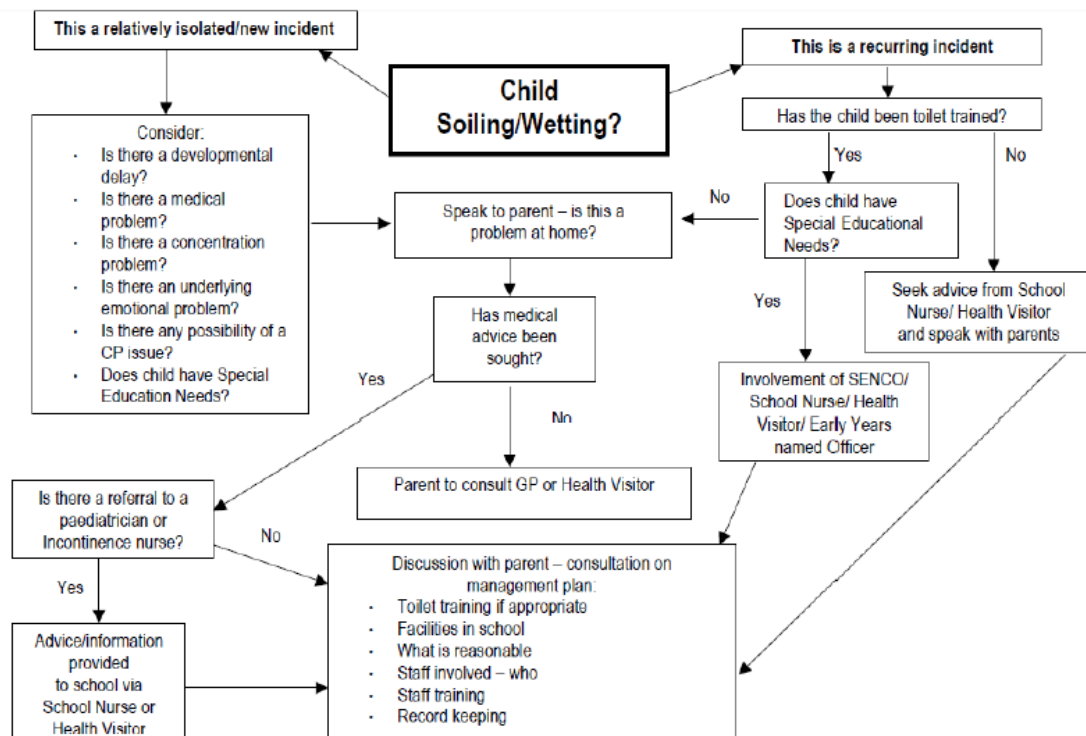 This a relatively isolated/new incident
This is a recurring incident
Child
Soiling/Wetting?
Has the child been toilet trained?
Consider:
· Is there a developmental
delay?
· Is there a medical
problem?
· Is there a concentration
problem?
· Is there an underlying
emotional problem?
· Is there any possibility of a
CP issue?
· Does child have Special
Education Needs?
Yes
No
Speak to parent – is this a
problem at home?
No
Does child have
Special Educational
Needs?
Yes
Seek advice from School
Nurse/ Health Visitor
and speak with parents
Has medical
advice been
sought?
Yes
No
Involvement of SENCO/
School Nurse/ Health
Visitor/ Early Years
named Officer
Parent to consult GP or Health Visitor
Is there a referral to a
paediatrician or
Incontinence nurse?
No
Yes
Discussion with parent – consultation on
management plan:
· Toilet training if appropriate
· Facilities in school
· What is reasonable
· Staff involved – who
· Staff training
· Record keeping
Advice/information
provided
to school via
School Nurse or
Health Visitor